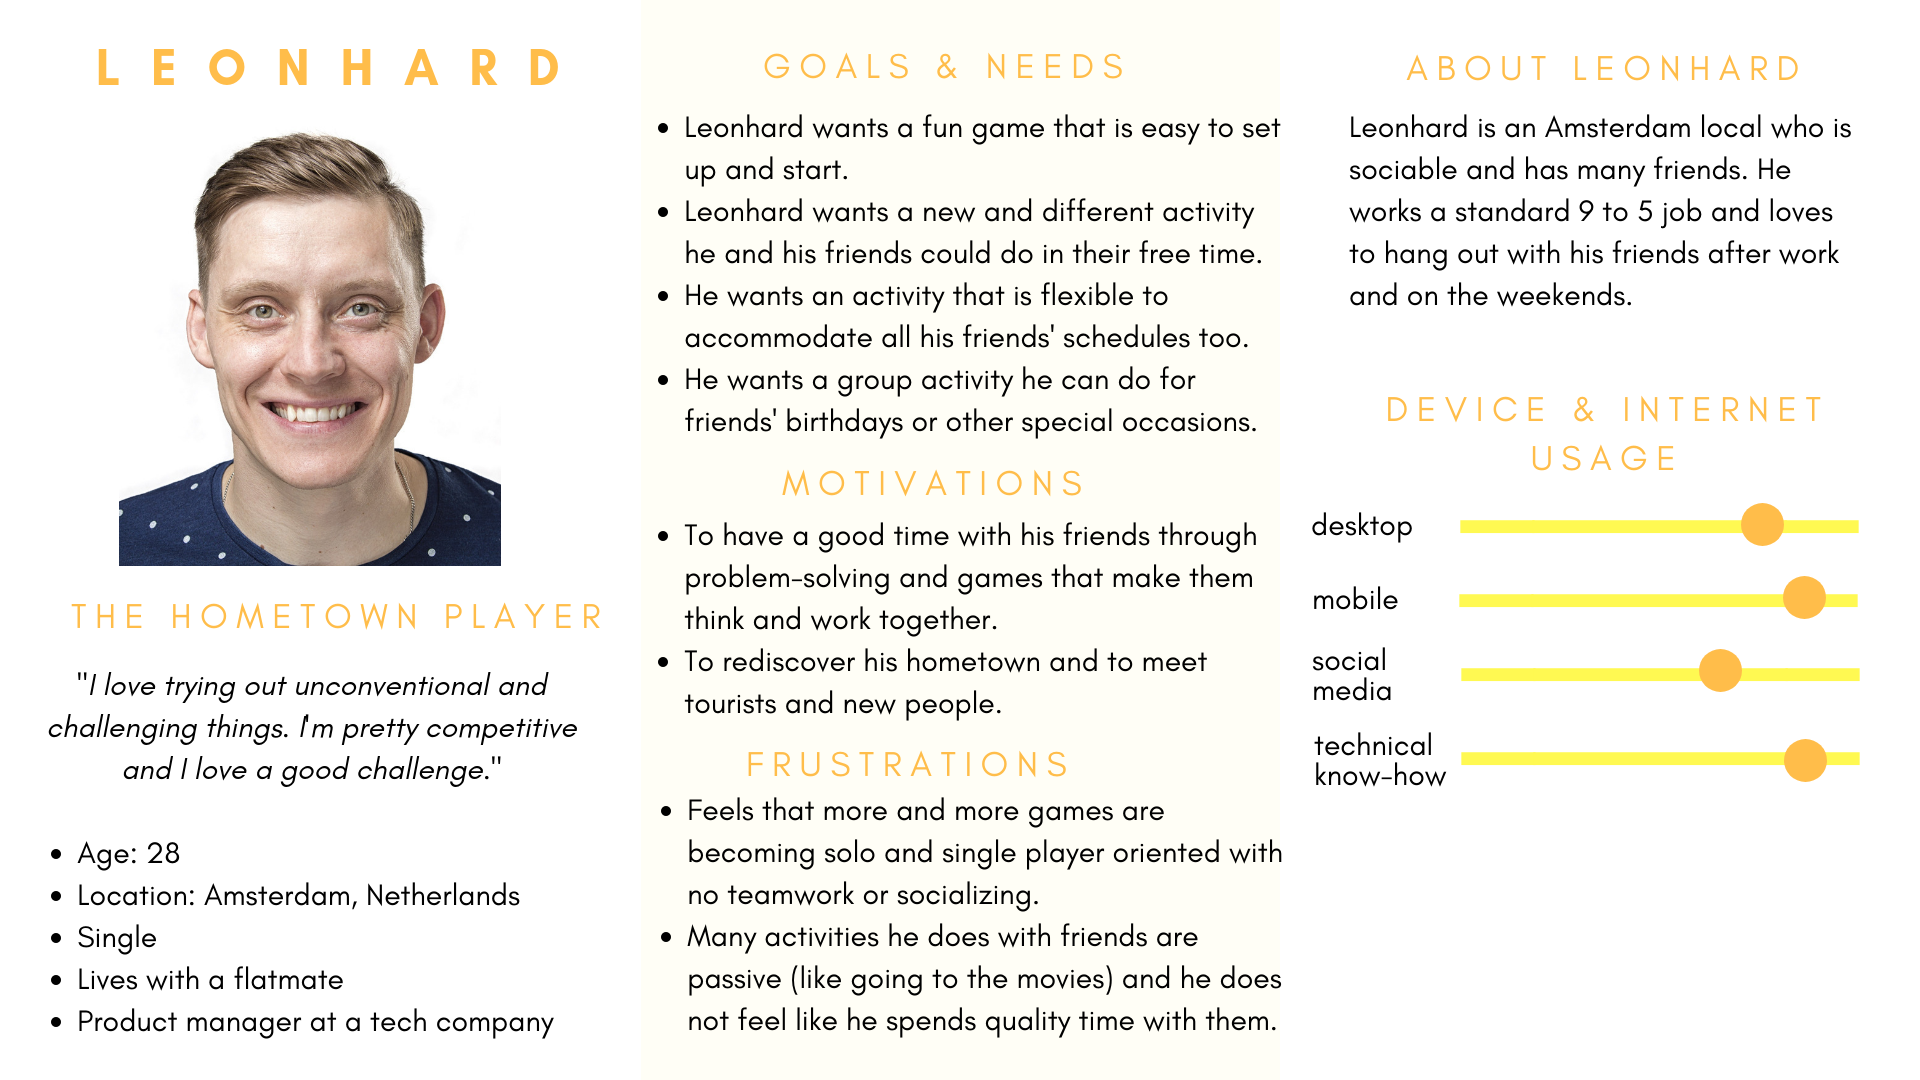 LEONHARD
THE HOMETOWN PLAYER
"I love trying out unconventional and
challenging things. I'm pretty competitive
and I love a good challenge."
• Age: 28
• Location: Amsterdam, Netherlands
• Single
• Lives with a flatmate
• Product manager at a tech company
GOALS & NEEDS
• Leonhard wants a fun game that is easy to set
up and start.
• Leonhard wants a new and different activity
he and his friends could do in their free time.
• He wants an activity that is flexible to
accommodate all his friends' schedules too.
• He wants a group activity he can do for
friends' birthdays or other special occasions.
MOTIVATIONS
• To have a good time with his friends through
problem-solving and games that make them
think and work together.
• To rediscover his hometown and to meet
tourists and new people.
FRUSTRATIONS
• Feels that more and more games are
becoming solo and single player oriented with
no teamwork or socializing.
• Many activities he does with friends are
passive (like going to the movies) and he does
not feel like he spends quality time with them.
ABOUT LEONHARD
Leonhard is an Amsterdam local who is
sociable and has many friends. He
works a standard 9 to 5 job and loves
to hang out with his friends after work
and on the weekends.
DEVICE & INTERNET
USAGE
desktop
mobile
social
media
technical
know-how